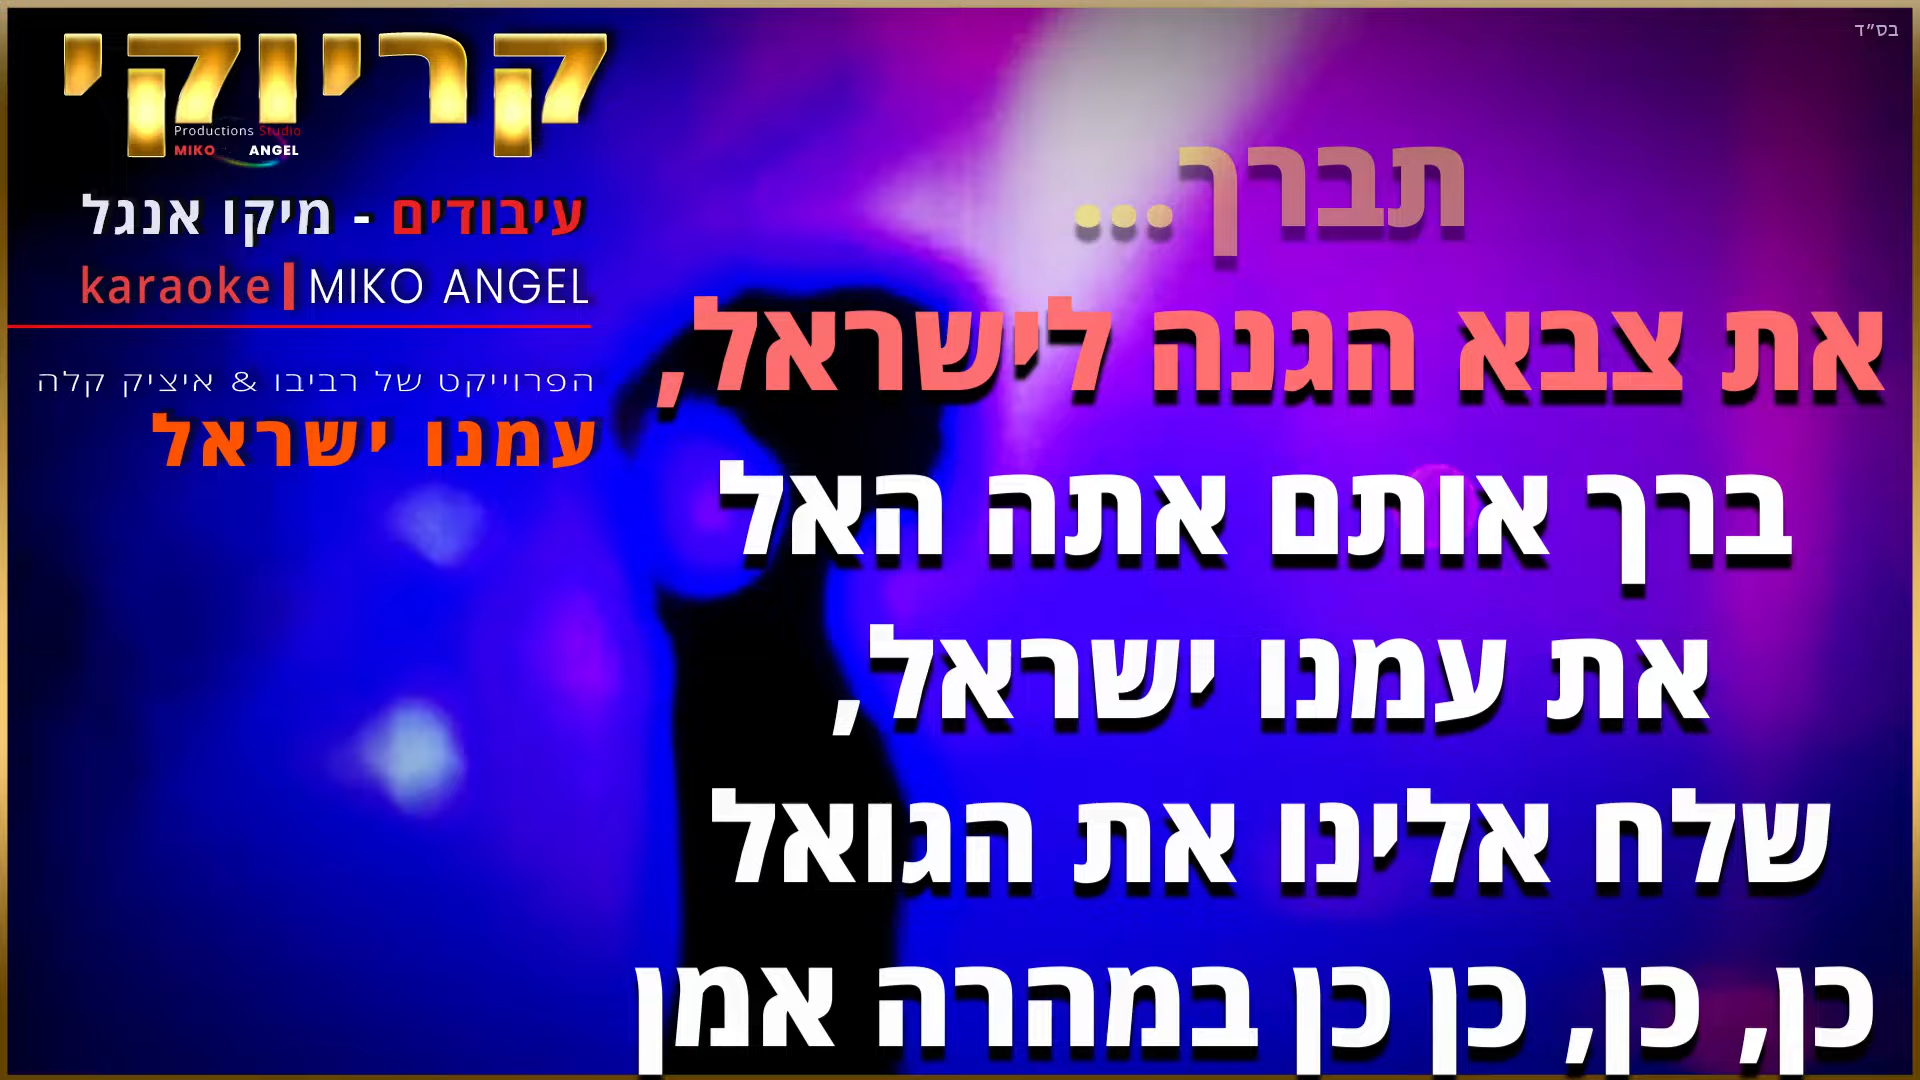 בס״ד
קריוקי
Productions Studio
MIKO ANGEL
עיבודים - מיקו אנגל
karaoke | MIKO ANGEL
הפרוייקט של רביבו & איציק קלה
עמנו ישראל
תברך...
את צבא הגנה לישראל,
ברך אותם אתה האל
את עמנו ישראל,
שלח אלינו את הגואל
כן, כן, כן כן במהרה אמן